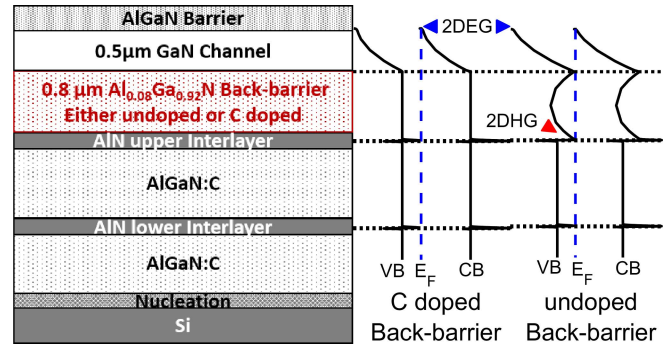 AlGaN Barrier
0.5µm GaN Channel
0.8 µm Al0.08Ga0.92N Back-barrier
Either undoped or C doped
AlN upper Interlayer
AlGaN:C
AlN lower Interlayer
AlGaN:C
Nucleation
Si
2DEG
2DHG
VB EF CB
C doped
Back-barrier
VB EF CB
undoped
Back-barrier